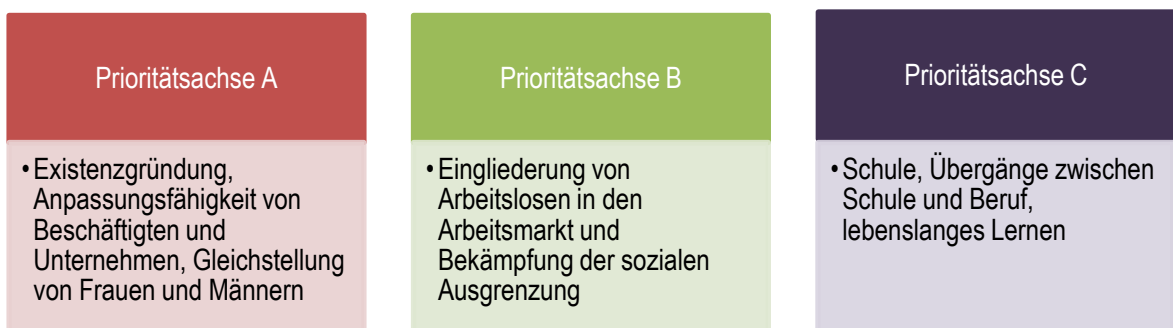 Prioritätsachse A
• Existenzgründung,
Anpassungsfähigkeit von
Beschäftigten und
Unternehmen, Gleichstellung
von Frauen und Männern
Prioritätsachse B
• Eingliederung von
Arbeitslosen in den
Arbeitsmarkt und
Bekämpfung der sozialen
Ausgrenzung
Prioritätsachse C
• Schule, Übergänge zwischen
Schule und Beruf,
lebenslanges Lernen